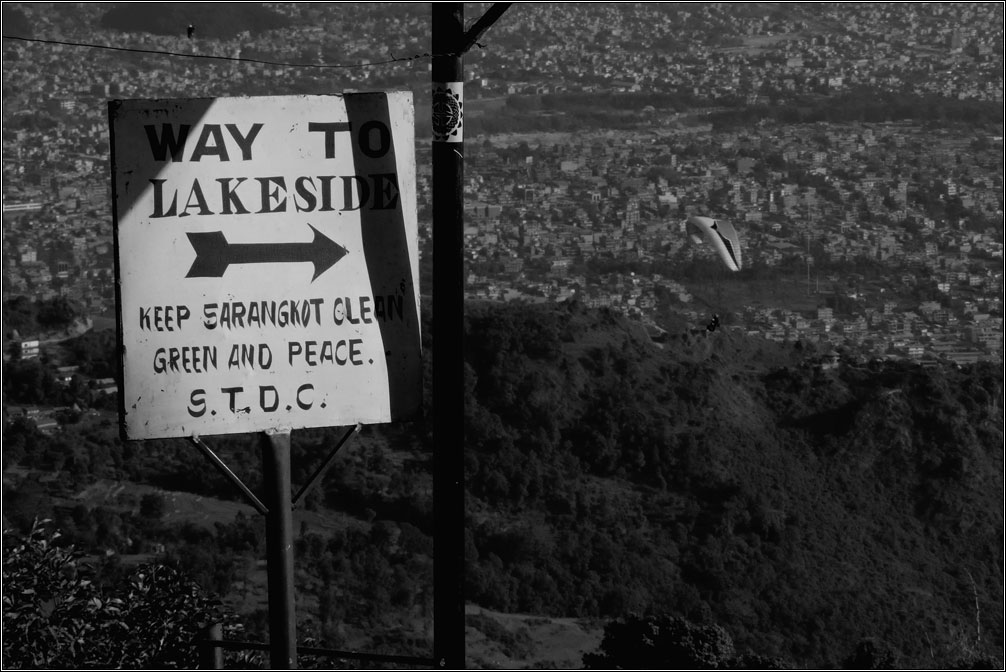 WAY TO
LAKESIDE
KEEP SARANGKOT CLEAN
GREEN AND PEACE.
S.T.D.C.